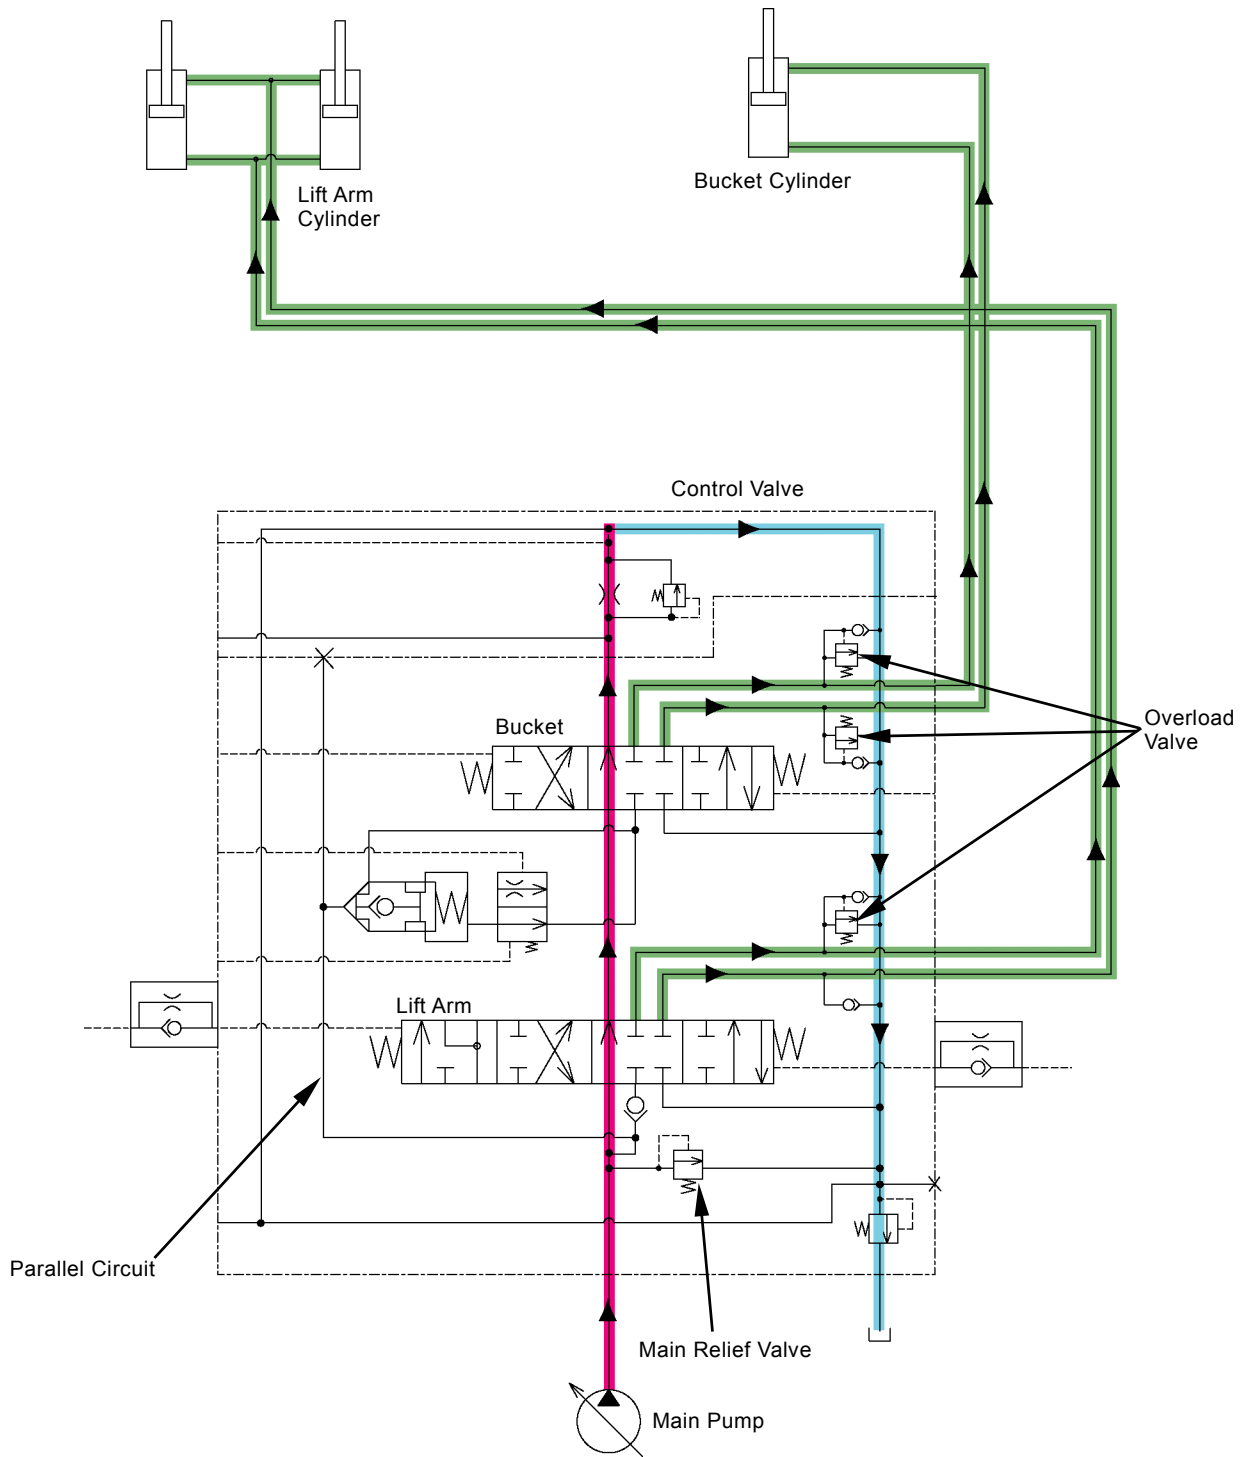 Lift Arm
Cylinder
Bucket Cylinder
Control Valve
Bucket
Overload
Valve
Lift Arm
Parallel Circuit
Main Relief Valve
Main Pump